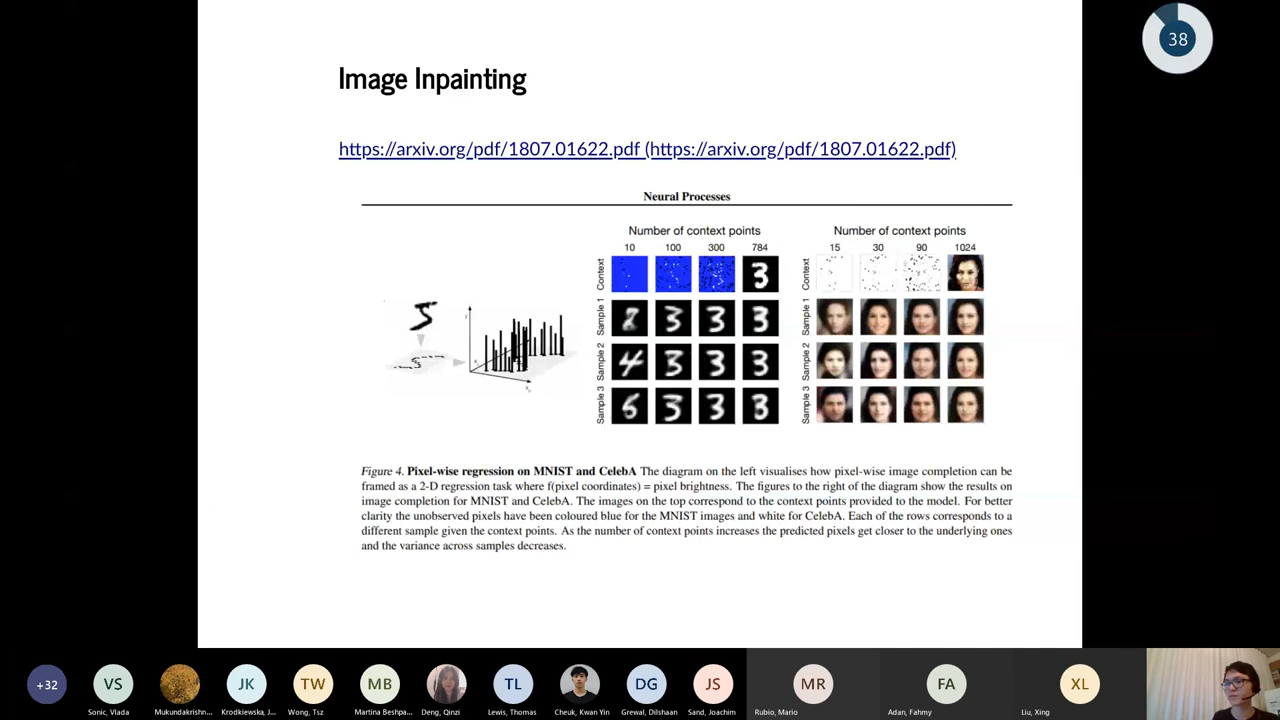 38
Image Inpainting
https://arxiv.org/pdf/1807.01622.pdf (https://arxiv.org/pdf/1807.01622.pdf)
Neural Processes
Number of context points
10 100 300 784
Context
Sample 1
Sample 2
Sample 3
Number of context points
15 30 90 1024
Context
Sample 1
Sample 2
Sample 3
Figure 4. Pixel-wise regression on MNIST and CelebA The diagram on the left visualises how pixel-wise image completion can be
framed as a 2-D regression task where f(pixel coordinates) = pixel brightness. The figures to the right of the diagram show the results on
image completion for MNIST and CelebA. The images on the top correspond to the context points provided to the model. For better
clarity the unobserved pixels have been coloured blue for the MNIST images and white for CelebA. Each of the rows corresponds to a
different sample given the context points. As the number of context points increases the predicted pixels get closer to the underlying ones
and the variance across samples decreases.
+32 VS JK TW MB TL DG JS MR FA XL
Sonic, Vlada Mukundakrishn... Krodkiewska, J... Wong, Tsz Martina Beshpa... Deng, Qinzi Lewis, Thomas Cheuk, Kwan Yin Grewal, Dilshaan Sand, Joachim Rubio, Mario Adan, Fahmy Liu, Xing